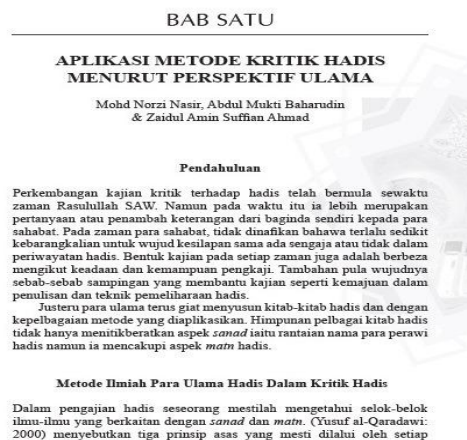 BAB SATU
APLIKASI METODE KRITIK HADIS
MENURUT PERSPEKTIF ULAMA
Mohd Norzi Nasir, Abdul Mukti Baharudin
& Zaidul Amin Suffian Ahmad
Pendahuluan
Perkembangan kajian kritik terhadap hadis telah bermula sewaktu
zaman Rasulullah SAW. Namun pada waktu itu ia lebih merupakan
pertanyaan atau penambah keterangan dari baginda sendiri kepada para
sahabat. Pada zaman para sahabat, tidak dinafikan bahawa terlalu sedikit
kebarangkalian untuk wujud kesilapan sama ada sengaja atau tidak dalam
periwayatan hadis. Bentuk kajian pada setiap zaman juga adalah berbeza
mengikut keadaan dan kemampuan pengkaji. Tambahan pula wujudnya
sebab-sebab sampingan yang membantu kajian seperti kemajuan dalam
penulisan dan teknik pemeliharaan hadis.
Justeru para ulama terus giat menyusun kitab-kitab hadis dan dengan
kepelbagaian metode yang diaplikasikan. Himpunan pelbagai kitab hadis
tidak hanya menitikberatkan aspek sanad iaitu rantaian nama para perawi
hadis namun ia mencakupi aspek matn hadis.
Metode Ilmiah Para Ulama Hadis Dalam Kritik Hadis
Dalam pengajian hadis seseorang mestilah mengetahui selok-belok
ilmu-ilmu yang berkaitan dengan sanad dan matn. (Yusuf al-Qaradawi:
2000) menyebutkan tiga prinsip asas yang mesti dilalui oleh setiap